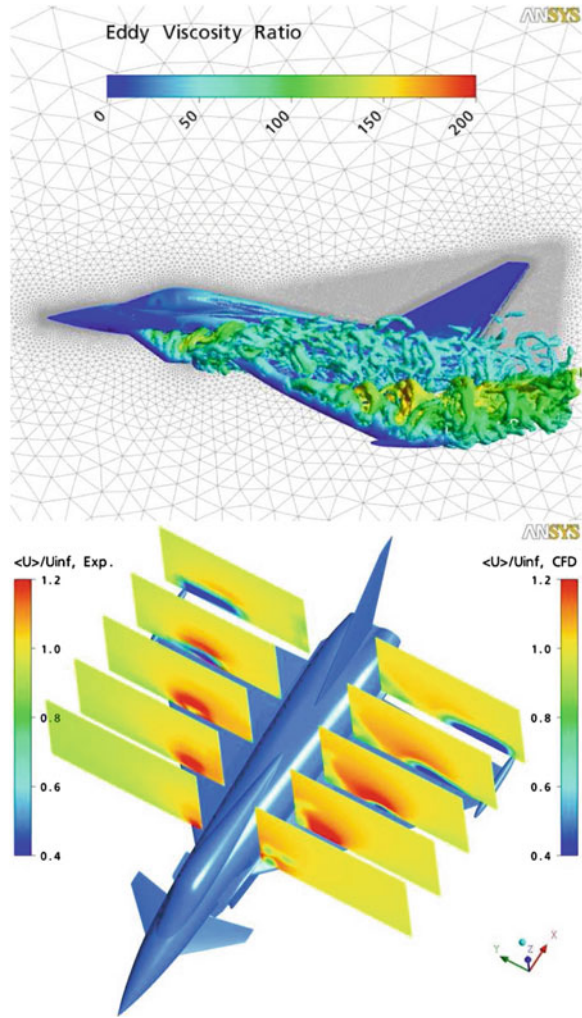 ANSYS
Eddy Viscosity Ratio
0 50 100 150 200
ANSYS
<U>/Uinf, Exp.
1.2
1.0
0.8
0.6
0.4
<U>/Uinf, CFD
1.2
1.0
0.8
0.6
0.4
X
Y
Z